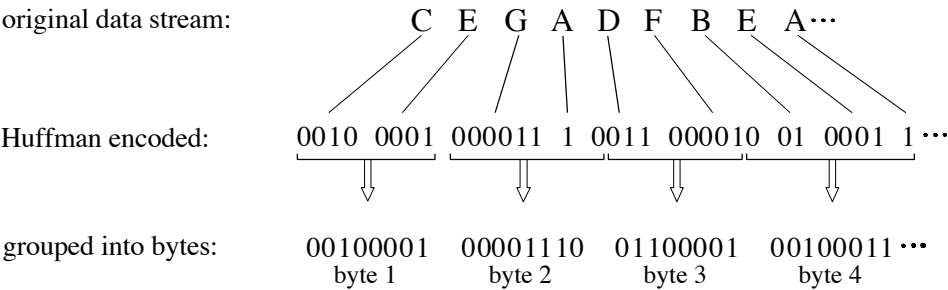 original data stream: C E G A D F B E A ···
Huffman encoded: 0010 0001 000011 1 0011 000010 01 0001 1 ···
grouped into bytes: 00100001 00001110 01100001 00100011 ···
byte 1 byte 2 byte 3 byte 4